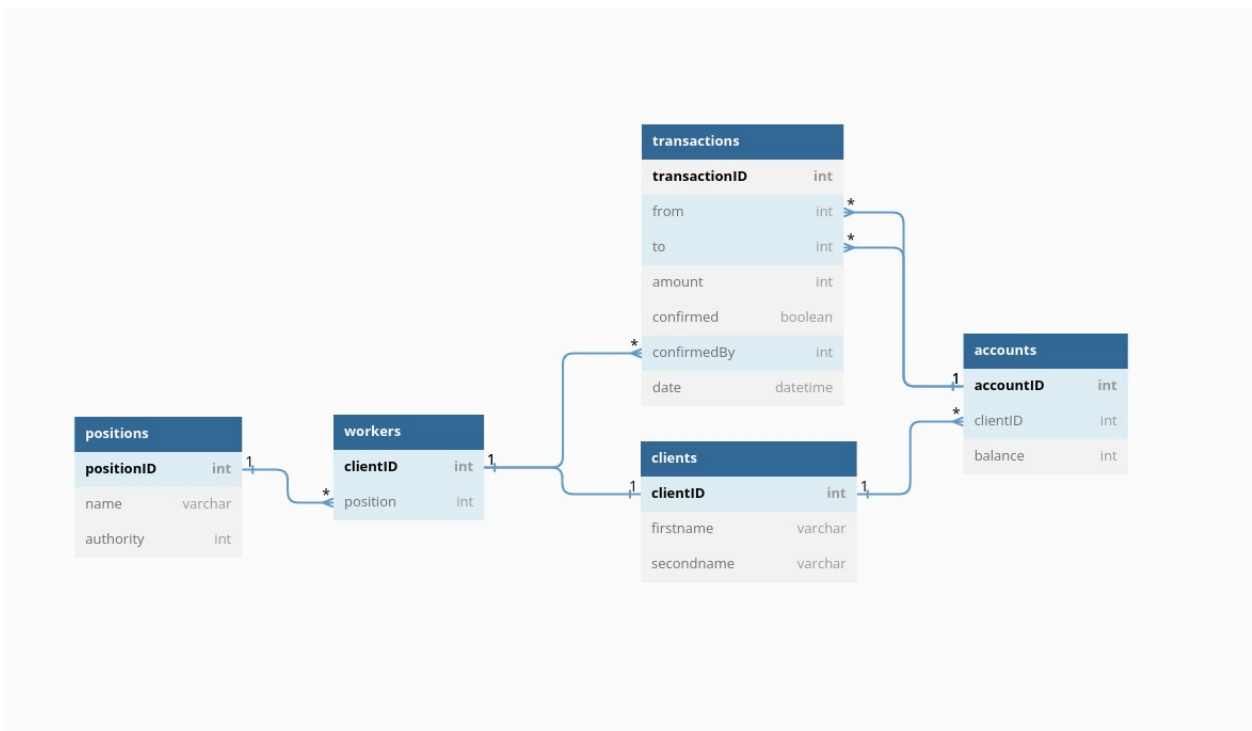 transactions
transactionID int
*
from int
*
to int
amount int
confirmed boolean
*
confirmedBy int
date datetime
accounts
1
accountID int
*
clientID int
balance int
positions
positionID int
1
name varchar
authority int
workers
clientID int
1
*
position int
clients
1
clientID int
1
firstname varchar
secondname varchar